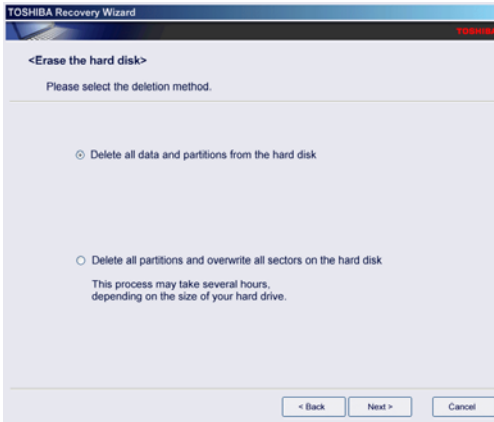 TOSHIBA Recovery Wizard
TOSHIBA
<Erase the hard disk>
Please select the deletion method.
Delete all data and partitions from the hard disk
Delete all partitions and overwrite all sectors on the hard disk
This process may take several hours,
depending on the size of your hard drive.
< Back Next > Cancel